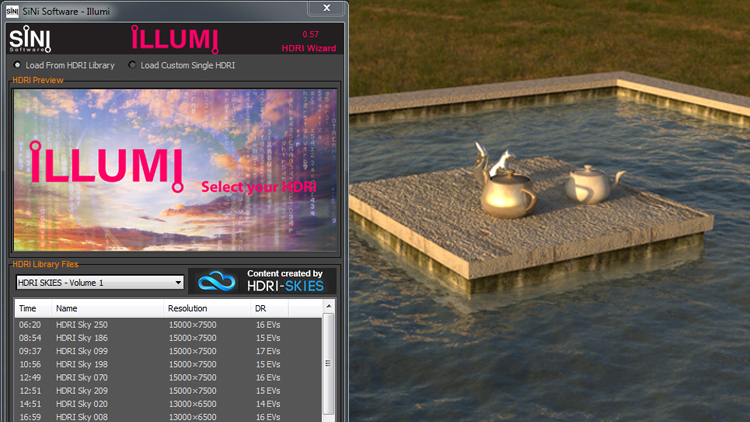 SiNi Software - Illumi
SiNi
Software
ILLUMI
0.57
HDRI Wizard
Load From HDRI Library
Load Custom Single HDRI
HDRI Preview
ILLUMI
Select your HDRI
HDRI Library Files
HDRI SKIES - Volume 1
Content created by
HDRI-SKIES
Time Name Resolution DR
06:20 HDRI Sky 250 15000×7500 16 EVs
08:54 HDRI Sky 186 15000×7500 15 EVs
09:37 HDRI Sky 099 15000×7500 17 EVs
10:56 HDRI Sky 198 15000×7500 15 EVs
12:49 HDRI Sky 070 15000×7500 16 EVs
12:51 HDRI Sky 209 15000×7500 15 EVs
14:51 HDRI Sky 020 13000×6500 14 EVs
16:59 HDRI Sky 008 13000×6500 16 EVs